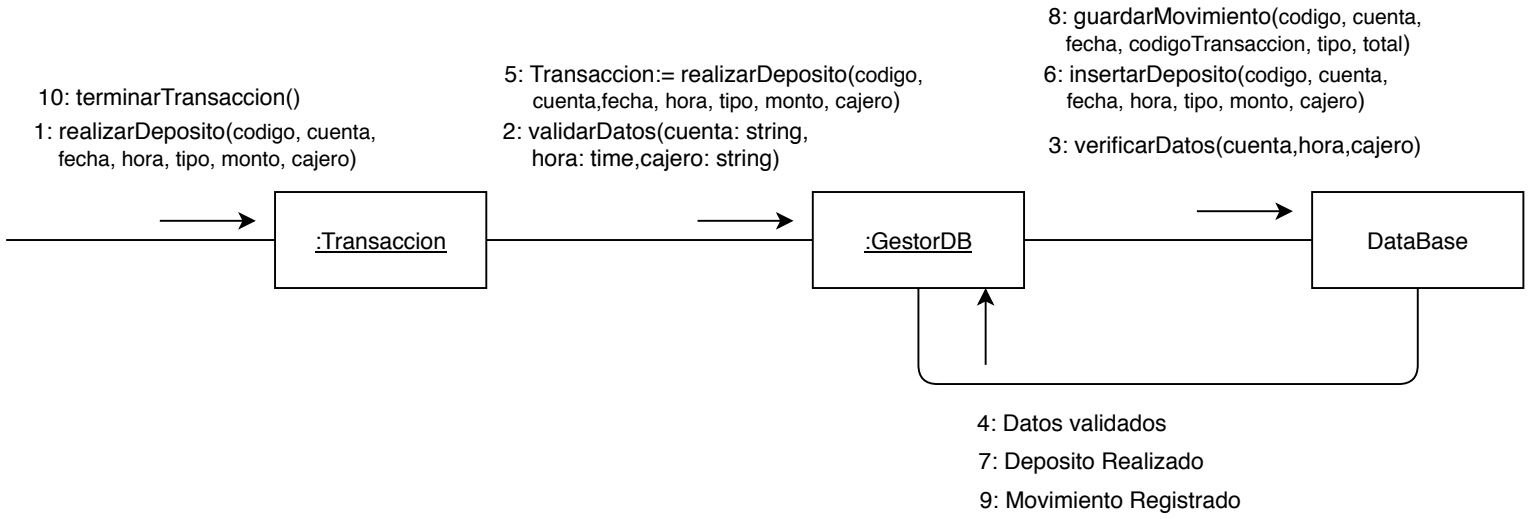 8: guardarMovimiento(codigo, cuenta,
fecha, codigoTransaccion, tipo, total)
5: Transaccion:= realizarDeposito(codigo,
cuenta,fecha, hora, tipo, monto, cajero)
6: insertarDeposito(codigo, cuenta,
fecha, hora, tipo, monto, cajero)
10: terminarTransaccion()
1: realizarDeposito(codigo, cuenta,
fecha, hora, tipo, monto, cajero)
2: validarDatos(cuenta: string,
hora: time,cajero: string)
3: verificarDatos(cuenta,hora,cajero)
:Transaccion
:GestorDB
DataBase
4: Datos validados
7: Deposito Realizado
9: Movimiento Registrado